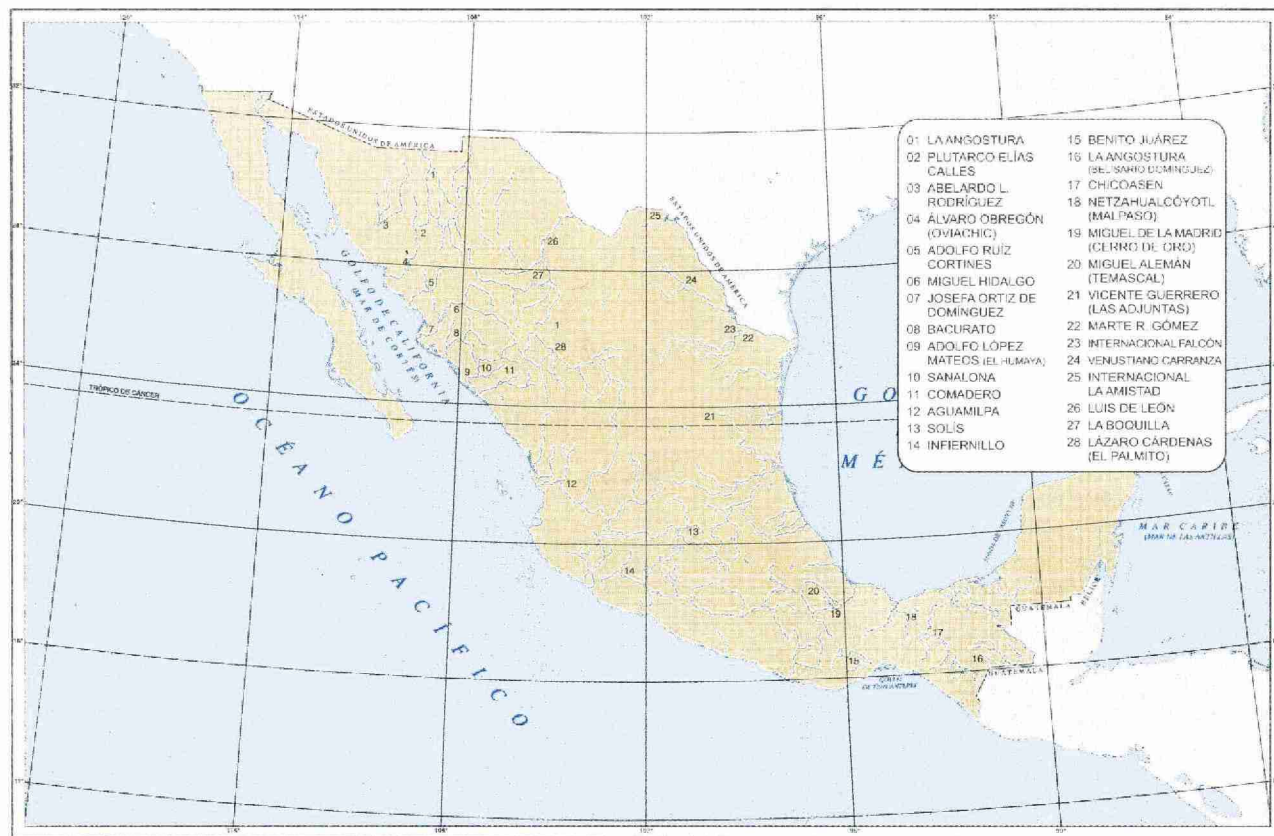 ESTADOS UNIDOS DE AMÉRICA
ESTADOS UNIDOS DE AMÉRICA
GOLFO DE CALIFORNIA
(MAR DE CORTÉS)
TRÓPICO DE CÁNCER
OCÉANO PACÍFICO
G O
M É
01 LA ANGOSTURA
02 PLUTARCO ELÍAS
CALLES
03 ABELARDO L.
RODRÍGUEZ
04 ÁLVARO OBREGÓN
(OVIACHIC)
05 ADOLFO RUÍZ
CORTINES
06 MIGUEL HIDALGO
07 JOSEFA ORTIZ DE
DOMÍNGUEZ
08 BACURATO
09 ADOLFO LÓPEZ
MATEOS (EL HUMAYA)
10 SANALONA
11 COMADERO
12 AGUAMILPA
13 SOLÍS
14 INFIERNILLO
15 BENITO JUÁREZ
16 LA ANGOSTURA
(BELISARIO DOMÍNGUEZ)
17 CHICOASEN
18 NETZAHUALCÓYOTL
(MALPASO)
19 MIGUEL DE LA MADRID
(CERRO DE ORO)
20 MIGUEL ALEMÁN
(TEMASCAL)
21 VICENTE GUERRERO
(LAS ADJUNTAS)
22 MARTE R. GÓMEZ
23 INTERNACIONAL FALCÓN
24 VENUSTIANO CARRANZA
25 INTERNACIONAL
LA AMISTAD
26 LUIS DE LEÓN
27 LA BOQUILLA
28 LÁZARO CÁRDENAS
(EL PALMITO)
MAR CARIBE
(MAR DE LAS ANTILLAS)
GUATEMALA
BELICE
GUATEMALA
GOLFO
DE TEHUANTEPEC
1
2
3
4
5
6
7
8
9
10
11
12
13
14
15
16
17
18
19
20
21
22
23
24
25
26
27
28
1